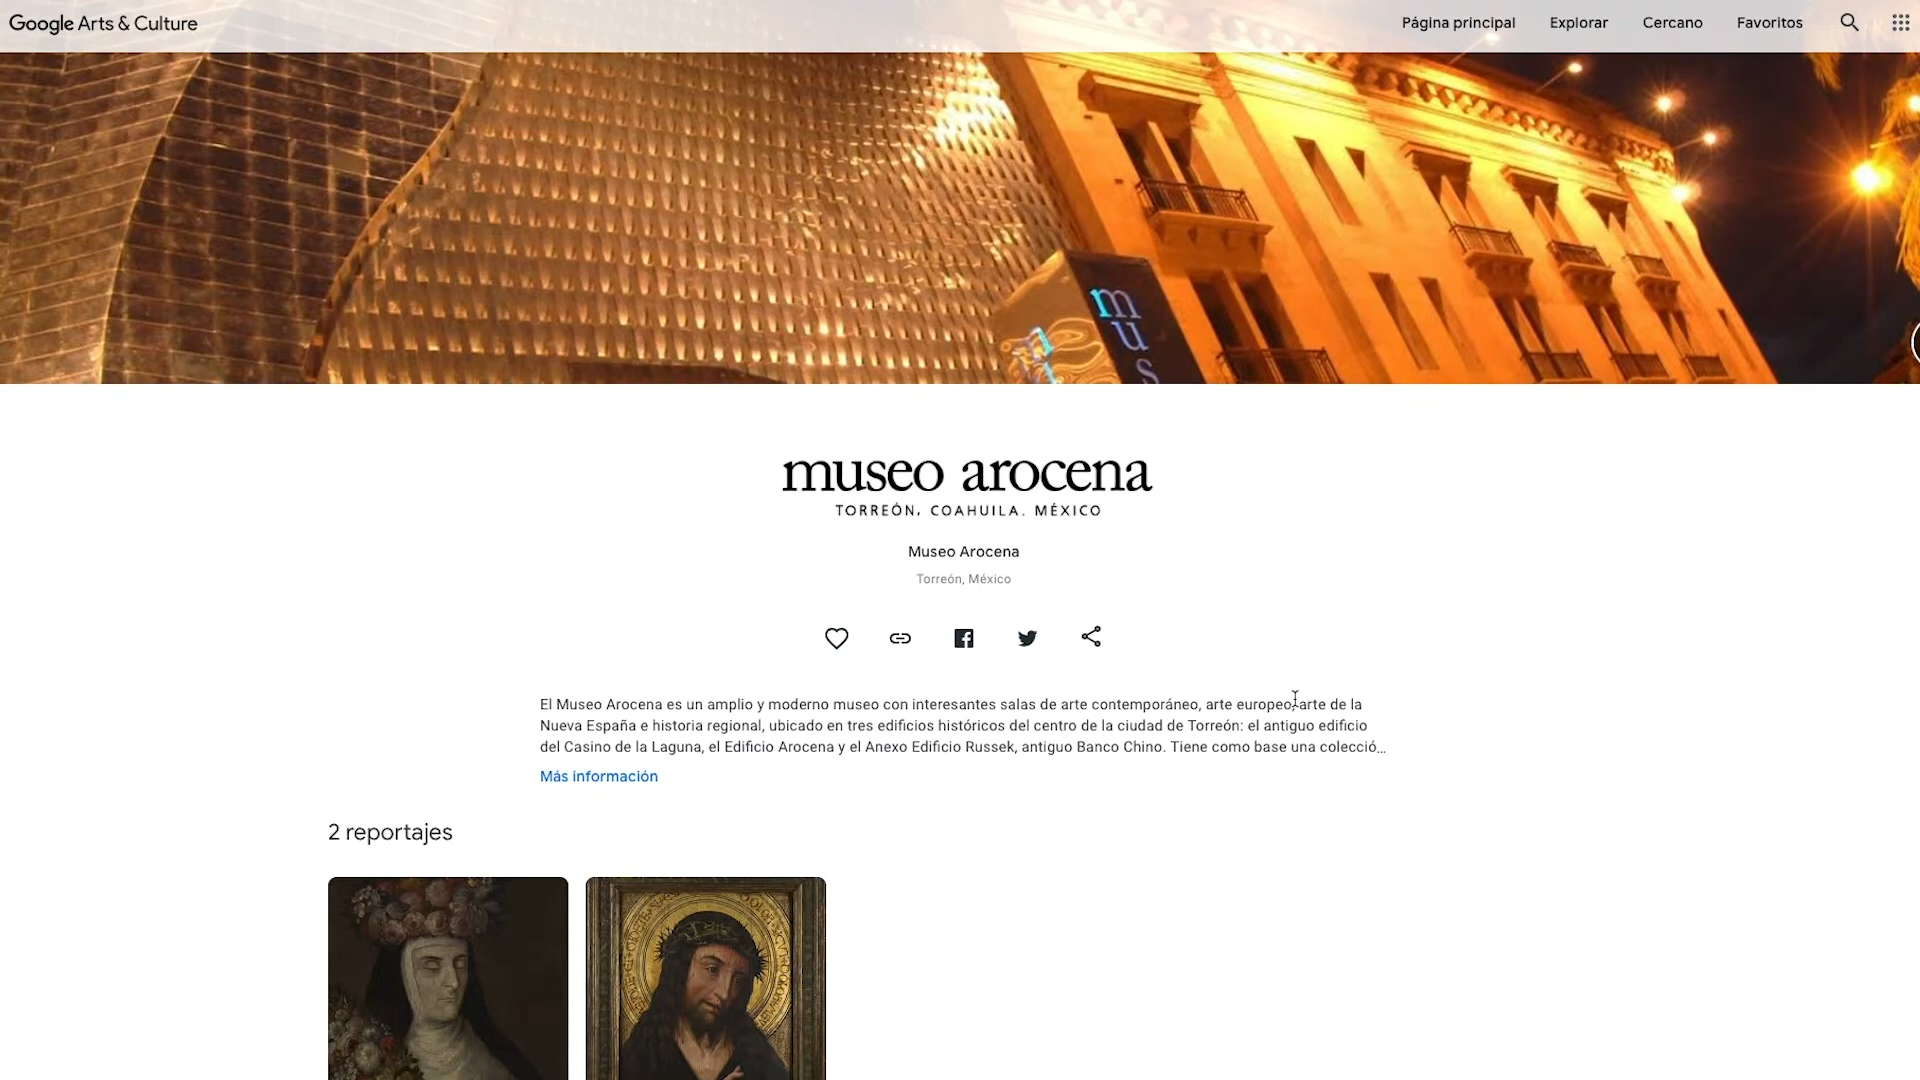 Google Arts & Culture
Página principal
Explorar
Cercano
Favoritos
mus
museo arocena
TORREÓN, COAHUILA. MÉXICO
Museo Arocena
Torreón, México
El Museo Arocena es un amplio y moderno museo con interesantes salas de arte contemporáneo, arte europeo, arte de la
Nueva España e historia regional, ubicado en tres edificios históricos del centro de la ciudad de Torreón: el antiguo edificio
del Casino de la Laguna, el Edificio Arocena y el Anexo Edificio Russek, antiguo Banco Chino. Tiene como base una colecció...
Más información
2 reportajes